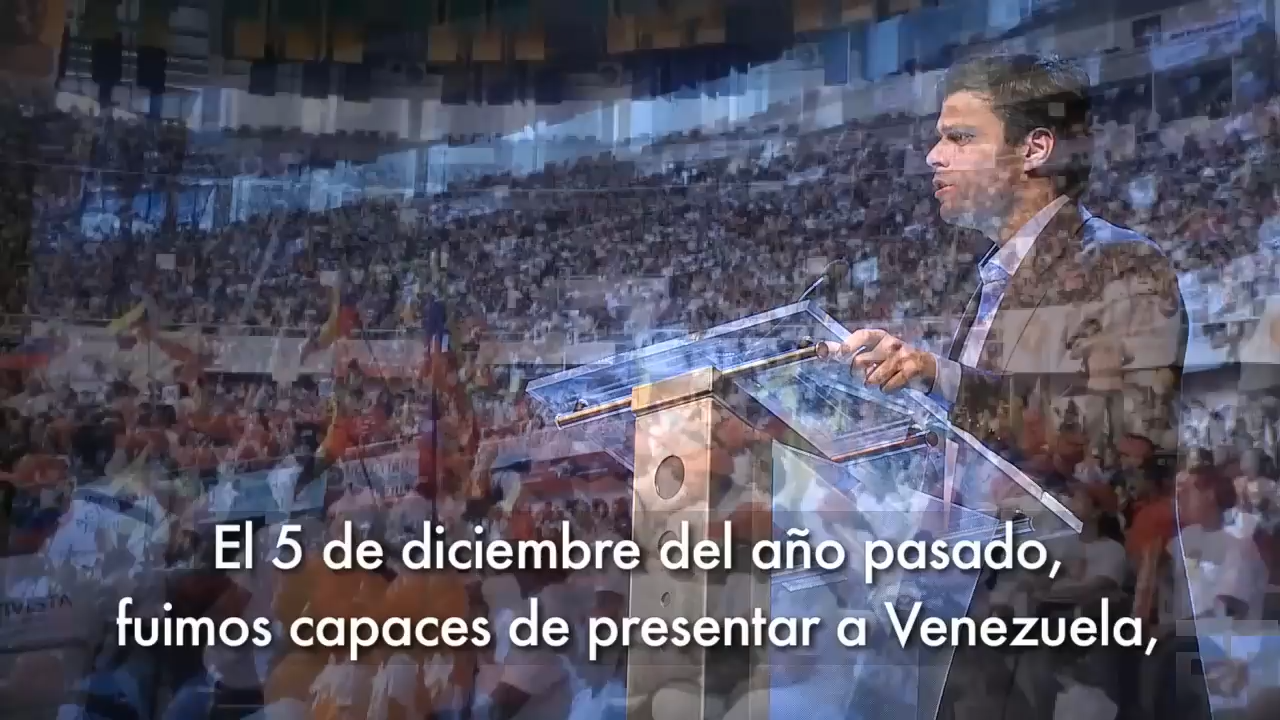 El 5 de diciembre del año pasado,
fuimos capaces de presentar a Venezuela,